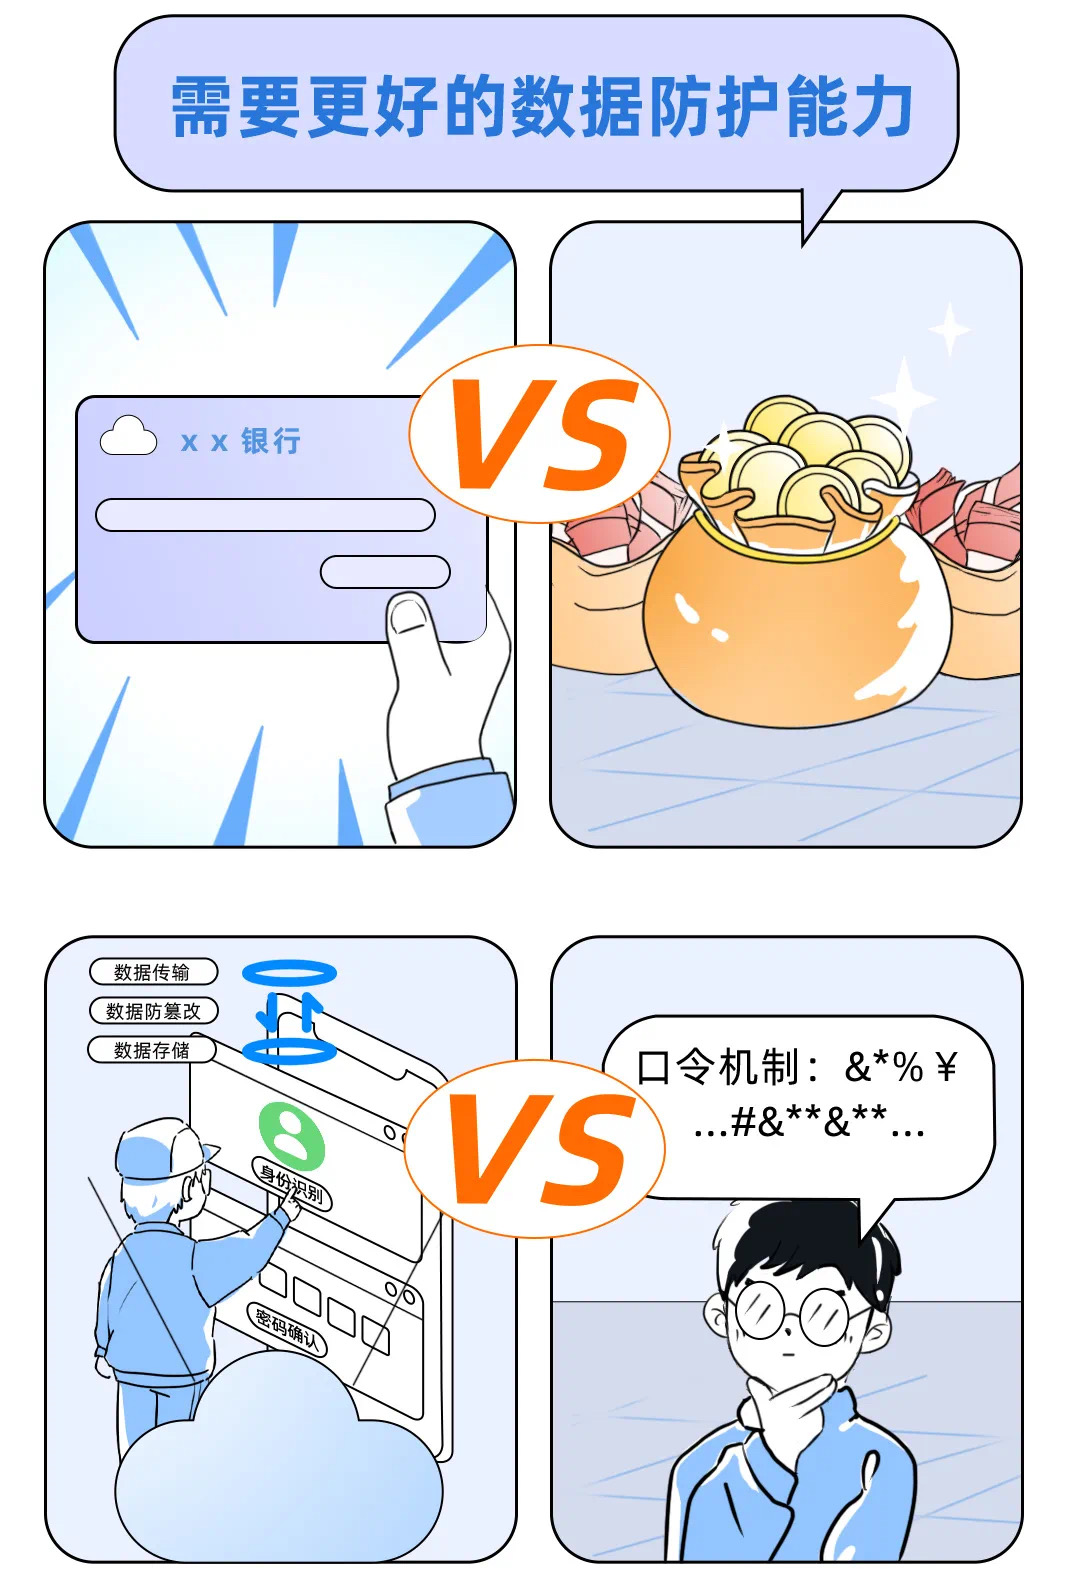 需要更好的数据防护能力
x x 银行
VS
数据传输
数据防篡改
数据存储
身份识别
密码确认
VS
口令机制：&*%￥
...#&**&**...